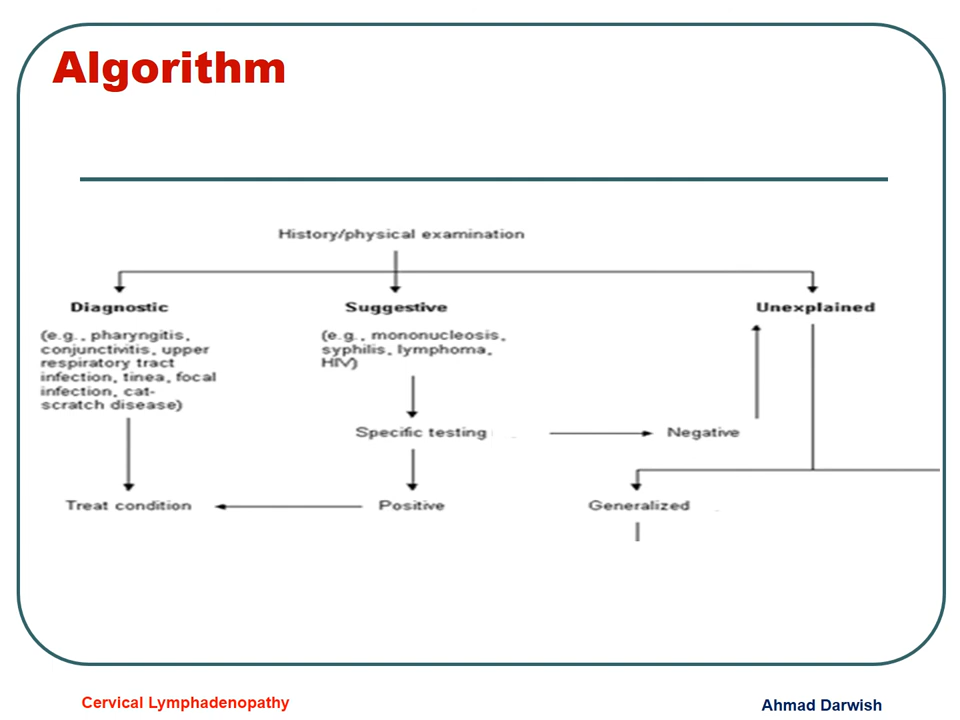 Algorithm
History/physical examination
Diagnostic
(e.g., pharyngitis,
conjunctivitis, upper
respiratory tract
infection, tinea, focal
infection, cat-
scratch disease)
Suggestive
(e.g., mononucleosis,
syphilis, lymphoma,
HIV)
Unexplained
Specific testing
Negative
Treat condition
Positive
Generalized
Cervical Lymphadenopathy
Ahmad Darwish